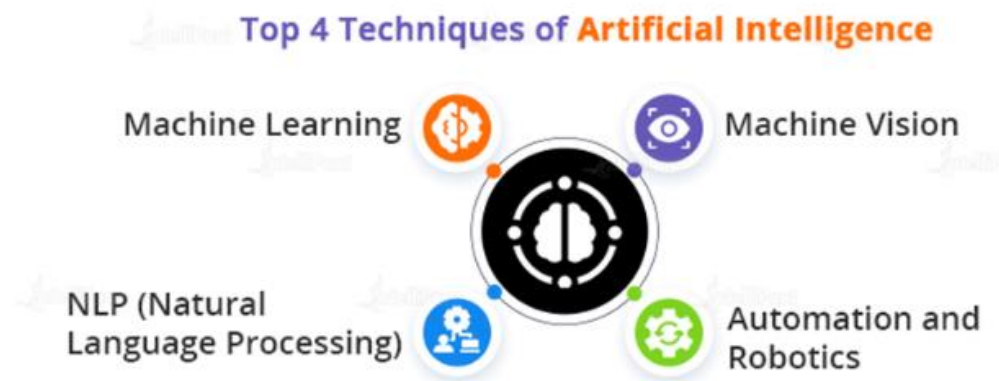 Top 4 Techniques of Artificial Intelligence
Machine Learning
Machine Vision
NLP (Natural
Language Processing)
Automation and
Robotics